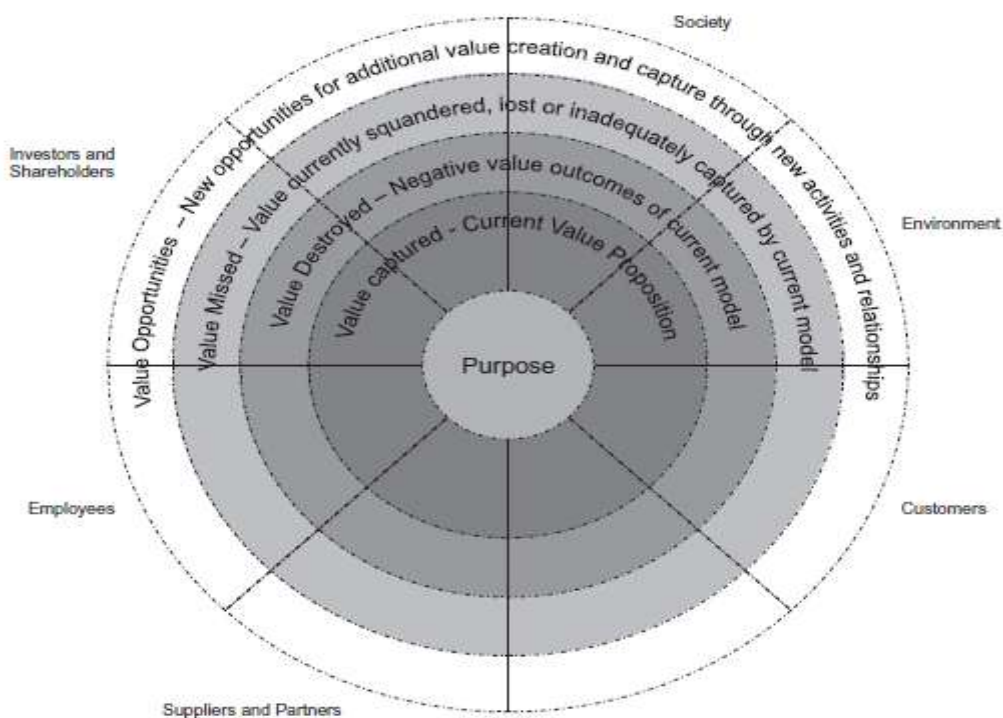 Society
Value Opportunities – New opportunities for additional value creation and capture through new activities and relationships
Value Missed – Value currently squandered, lost or inadequately captured by current model
Value Destroyed – Negative value outcomes of current model
Value captured - Current Value Proposition
Investors and
Shareholders
Environment
Purpose
Employees
Customers
Suppliers and Partners